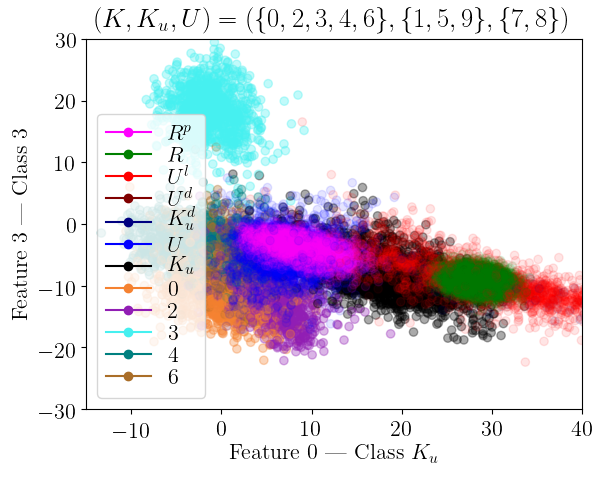 (K, K_u, U) = ({0, 2, 3, 4, 6}, {1, 5, 9}, {7, 8})
30
20
10
0
−10
−20
−30
Feature 3 — Class 3
R^p
R
U^l
U^d
K_u^d
U
K_u
0
2
3
4
6
−10
0
10
20
30
40
Feature 0 — Class K_u